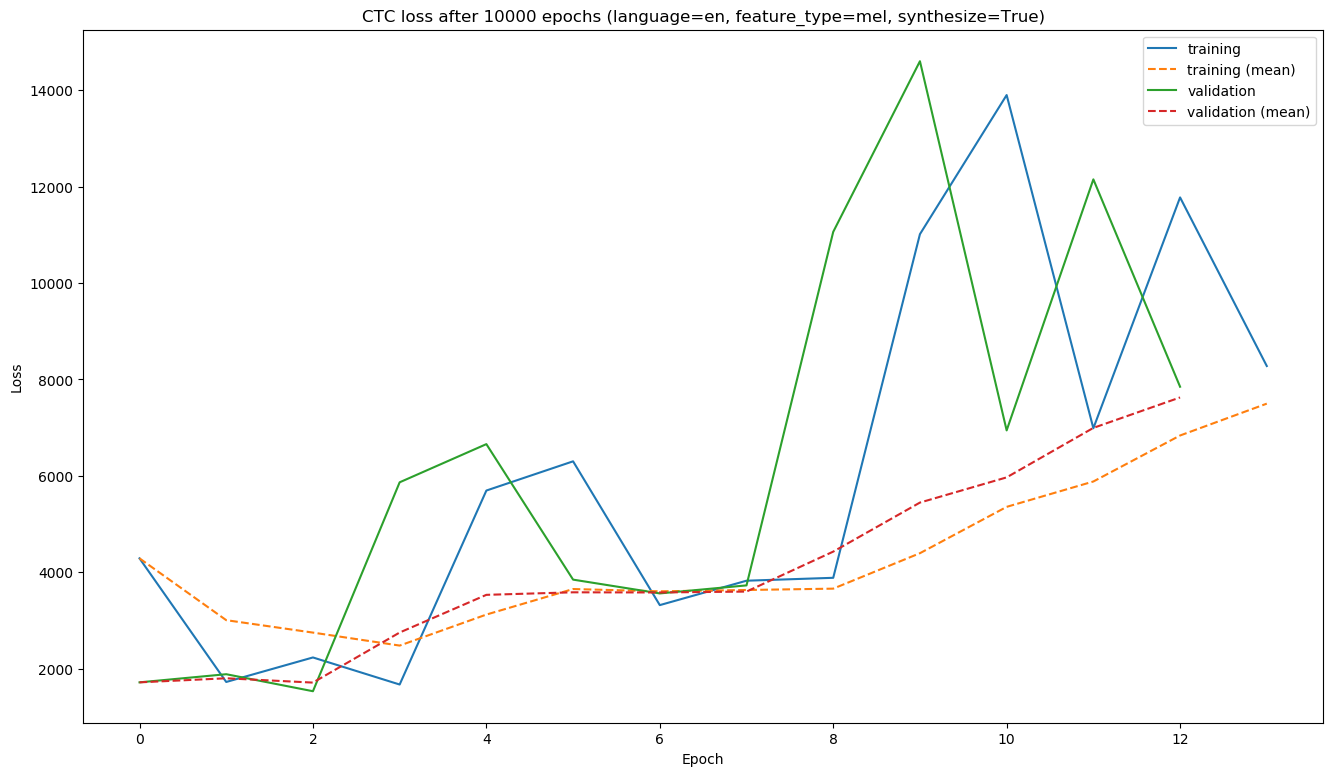 CTC loss after 10000 epochs (language=en, feature_type=mel, synthesize=True)
training
training (mean)
validation
validation (mean)
14000
12000
10000
8000
6000
4000
2000
Loss
0 2 4 6 8 10 12
Epoch